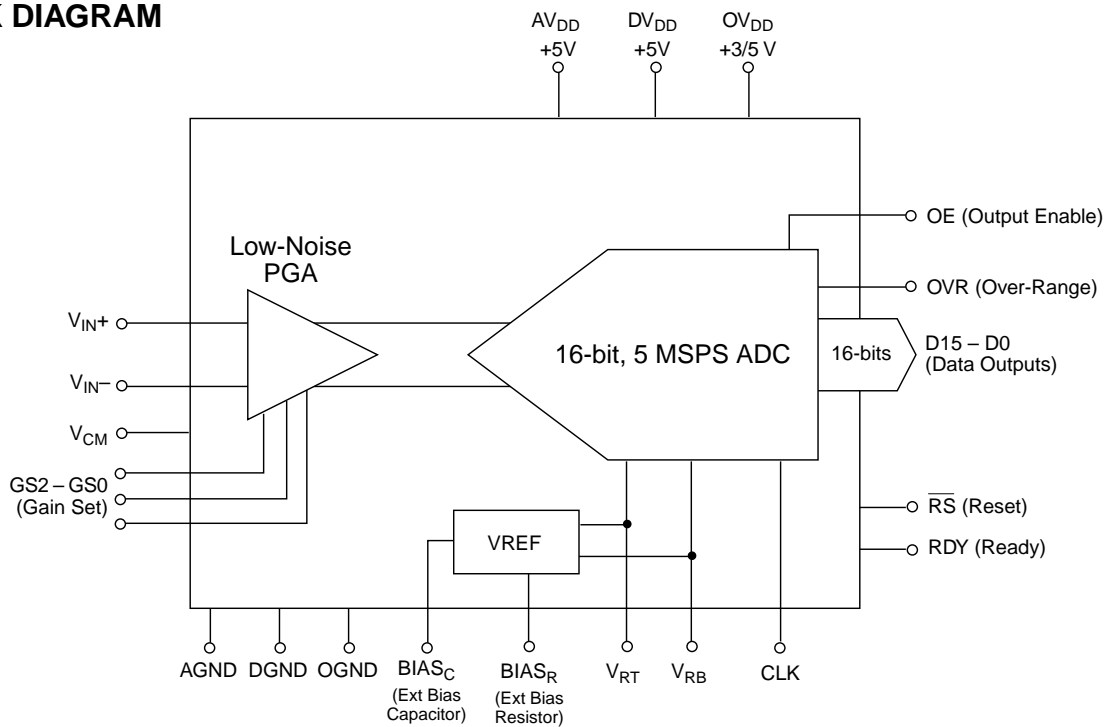 DIAGRAM
AVDD
+5V
DVDD
+5V
OVDD
+3/5 V
OE (Output Enable)
Low-Noise
PGA
OVR (Over-Range)
VIN+
16-bit, 5 MSPS ADC
16-bits
D15 – D0
(Data Outputs)
VIN–
VCM
GS2 – GS0
(Gain Set)
RS (Reset)
VREF
RDY (Ready)
AGND
DGND
OGND
BIASC
(Ext Bias
Capacitor)
BIASR
(Ext Bias
Resistor)
VRT
VRB
CLK